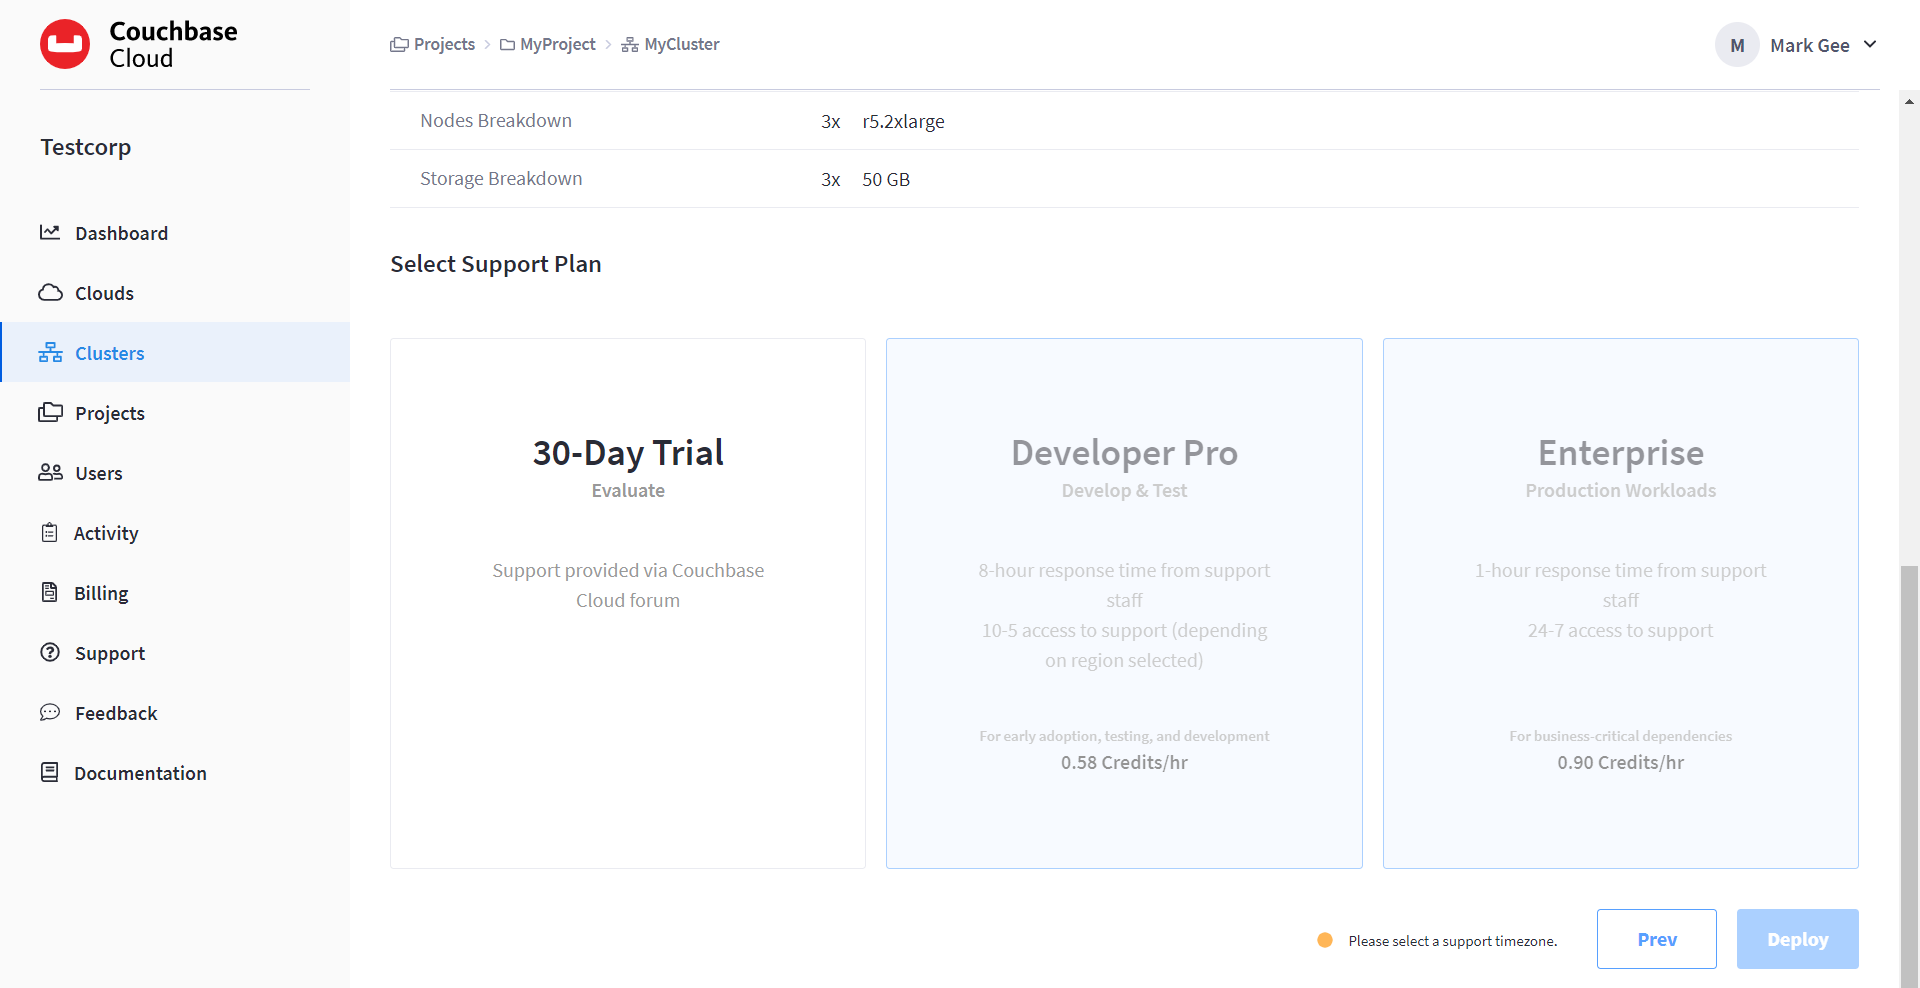 Couchbase
Cloud
Projects > MyProject > MyCluster
M Mark Gee
Testcorp
Dashboard
Clouds
Clusters
Projects
Users
Activity
Billing
Support
Feedback
Documentation
Nodes Breakdown 3x r5.2xlarge
Storage Breakdown 3x 50 GB
Select Support Plan
30-Day Trial
Evaluate
Support provided via Couchbase
Cloud forum
Developer Pro
Develop & Test
8-hour response time from support
staff
10-5 access to support (depending
on region selected)
For early adoption, testing, and development
0.58 Credits/hr
Enterprise
Production Workloads
1-hour response time from support
staff
24-7 access to support
For business-critical dependencies
0.90 Credits/hr
Please select a support timezone.
Prev
Deploy